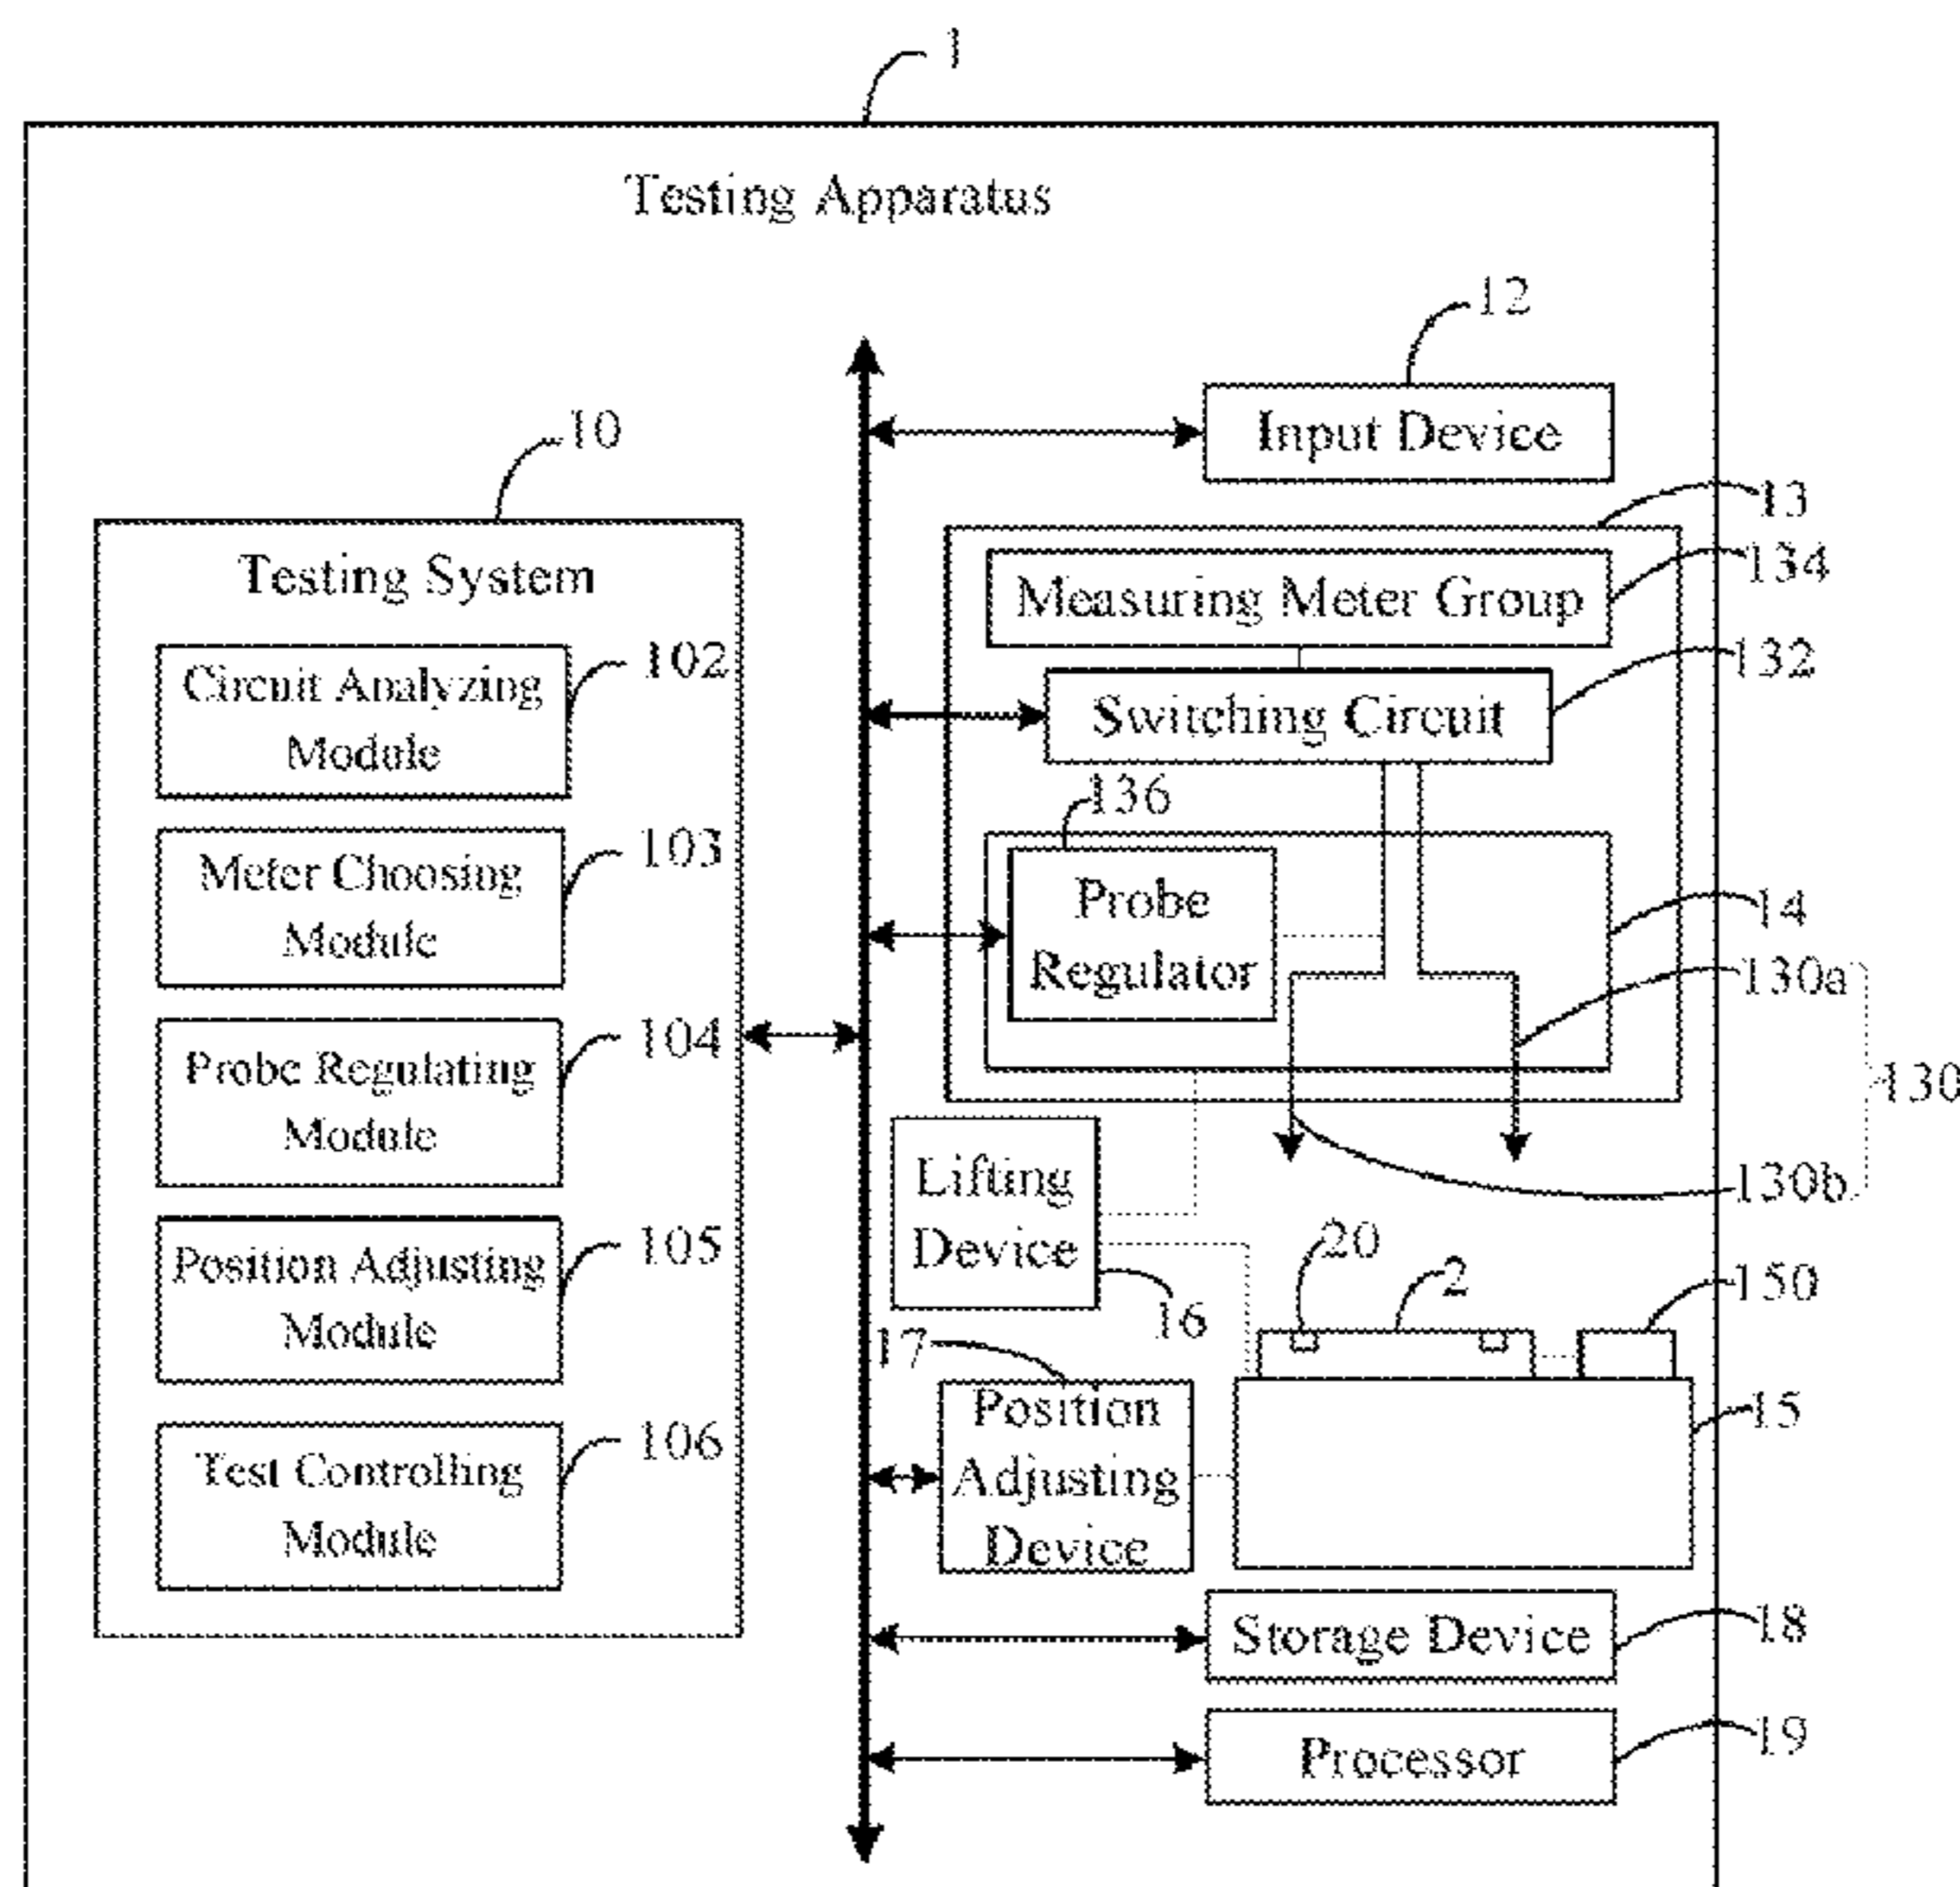 1
Testing Apparatus
12
Input Device
10
Testing System
Circuit Analyzing
Module
102
Meter Choosing
Module
103
Probe Regulating
Module
104
Position Adjusting
Module
105
Test Controlling
Module
106
13
Measuring Meter Group
134
Switching Circuit
132
136
Probe
Regulator
14
130a
130
130b
Lifting
Device
16
20
2
150
17
Position
Adjusting
Device
15
Storage Device
18
Processor
19